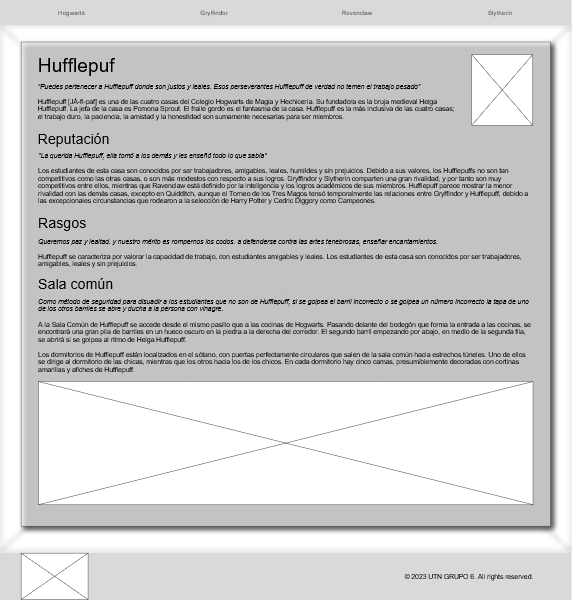 Hogwarts Gryffindor Revenclaw Slytherin
Hufflepuf
"Puedes pertenecer a Hufflepuff donde son justos y leales. Esos perseverantes Hufflepuff de verdad no temen el trabajo pesado"
Hufflepuff [JÁ-fl-paf] es una de las cuatro casas del Colegio Hogwarts de Magia y Hechicería. Su fundadora es la bruja medieval Helga
Hufflepuff. La jefa de la casa es Pomona Sprout. El fraile gordo es el fantasma de la casa. Hufflepuff es la más inclusiva de las cuatro casas;
el trabajo duro, la paciencia, la amistad y la honestidad son sumamente necesarias para ser miembros.
Reputación
"La querida Hufflepuff, ella tomó a los demás y les enseñó todo lo que sabía"
Los estudiantes de esta casa son conocidos por ser trabajadores, amigables, leales, humildes y sin prejuicios. Debido a sus valores, los Hufflepuffs no son tan
competitivos como las otras casas, o son más modestos con respecto a sus logros. Gryffindor y Slytherin comparten una gran rivalidad, y por tanto son muy
competitivos entre ellos, mientras que Ravenclaw está definido por la inteligencia y los logros académicos de sus miembros. Hufflepuff parece mostrar la menor
rivalidad con las demás casas, excepto en Quidditch, aunque el Torneo de los Tres Magos tensó temporalmente las relaciones entre Gryffindor y Hufflepuff, debido a
las excepcionales circunstancias que rodearon a la selección de Harry Potter y Cedric Diggory como Campeones.
Rasgos
Queremos paz y lealtad. y nuestro mérito es rompernos los codos. a defenderse contra las artes tenebrosas, enseñar encantamientos.
Hufflepuff se caracteriza por valorar la capacidad de trabajo, con estudiantes amigables y leales. Los estudiantes de esta casa son conocidos por ser trabajadores,
amigables, leales y sin prejuicios.
Sala común
Como método de seguridad para disuadir a los estudiantes que no son de Hufflepuff, si se golpea el barril incorrecto o se golpea un número incorrecto la tapa de uno
de los otros barriles se abre y ducha a la persona con vinagre.
A la Sala Común de Hufflepuff se accede desde el mismo pasillo que a las cocinas de Hogwarts. Pasando delante del bodegón que forma la entrada a las cocinas, se
encontrará una gran pila de barriles en un hueco oscuro en la piedra a la derecha del corredor. El segundo barril empezando por abajo, en medio de la segunda fila,
se abrirá si se golpea al ritmo de Helga Hufflepuff.
Los dormitorios de Hufflepuff están localizados en el sótano, con puertas perfectamente circulares que salen de la sala común hacia estrechos túneles. Uno de ellos
se dirige al dormitorio de las chicas, mientras que los otros hacia los de los chicos. En cada dormitorio hay cinco camas, presumiblemente decoradas con cortinas
amarillas y afiches de Hufflepuff.
© 2023 UTN GRUPO 6. All rights reserved.